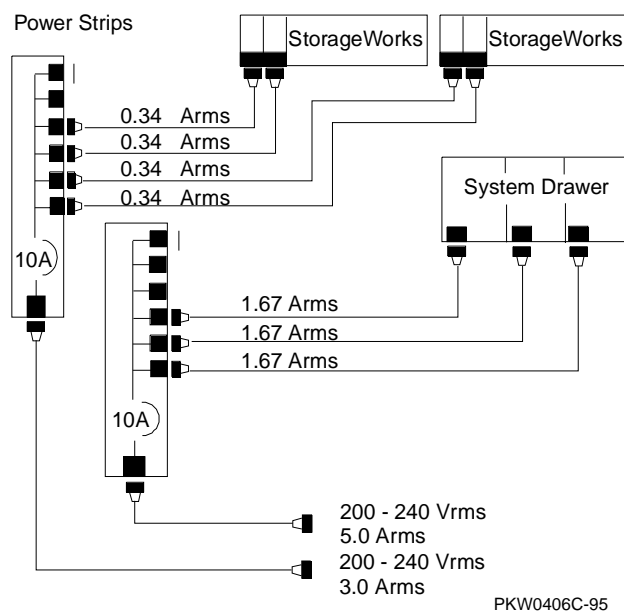 Power Strips
StorageWorks
StorageWorks
0.34 Arms
0.34 Arms
0.34 Arms
0.34 Arms
System Drawer
10A
1.67 Arms
1.67 Arms
1.67 Arms
10A
200 - 240 Vrms
5.0 Arms
200 - 240 Vrms
3.0 Arms
PKW0406C-95